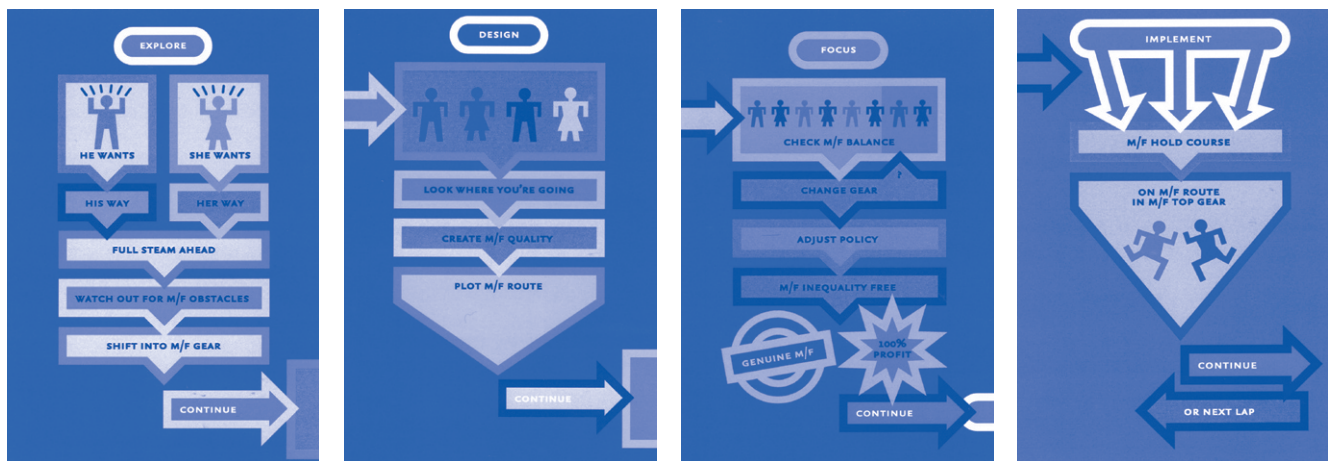 EXPLORE
HE WANTS
SHE WANTS
HIS WAY
HER WAY
FULL STEAM AHEAD
WATCH OUT FOR M/F OBSTACLES
SHIFT INTO M/F GEAR
CONTINUE
DESIGN
LOOK WHERE YOU'RE GOING
CREATE M/F QUALITY
PLOT M/F ROUTE
CONTINUE
FOCUS
CHECK M/F BALANCE
?
CHANGE GEAR
ADJUST POLICY
M/F INEQUALITY FREE
GENUINE M/F
100%
PROFIT
CONTINUE
IMPLEMENT
M/F HOLD COURSE
ON M/F ROUTE
IN M/F TOP GEAR
CONTINUE
OR NEXT LAP